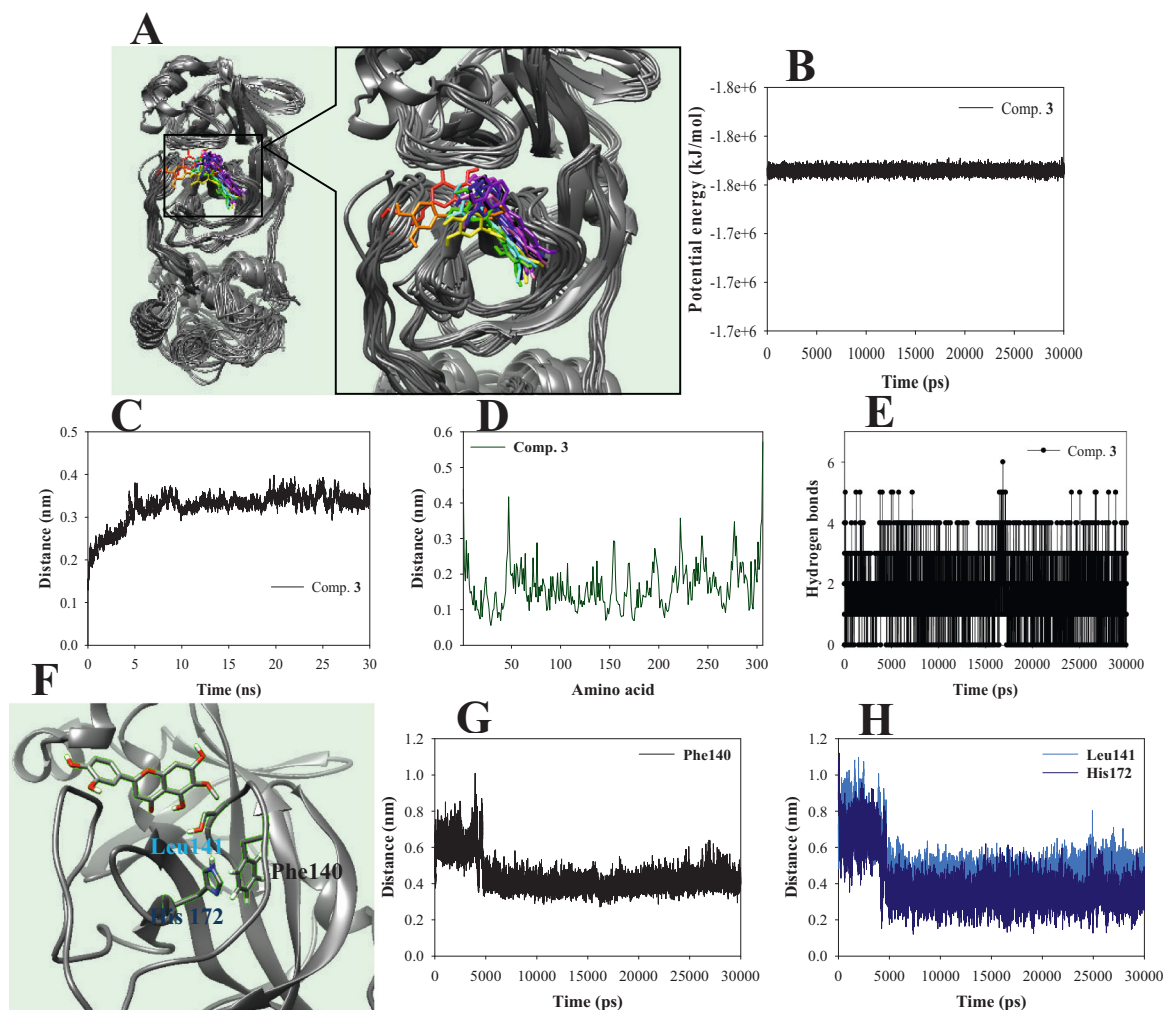 A
B
Potential energy (kJ/mol)
-1.8e+6
-1.8e+6
-1.8e+6
-1.7e+6
-1.7e+6
-1.7e+6
Comp. 3
0 5000 10000 15000 20000 25000 30000
Time (ps)
C
Distance (nm)
0.5
0.4
0.3
0.2
0.1
0.0
Comp. 3
0 5 10 15 20 25 30
Time (ns)
D
Distance (nm)
0.6
0.5
0.4
0.3
0.2
0.1
0.0
Comp. 3
50 100 150 200 250 300
Amino acid
E
Hydrogen bonds
6
4
2
0
Comp. 3
0 5000 10000 15000 20000 25000 30000
Time (ps)
F
Leu141
Phe140
His 172
G
Distance (nm)
1.2
1.0
0.8
0.6
0.4
0.2
0.0
Phe140
0 5000 10000 15000 20000 25000 30000
Time (ps)
H
Distance (nm)
1.2
1.0
0.8
0.6
0.4
0.2
0.0
Leu141
His172
0 5000 10000 15000 20000 25000 30000
Time (ps)